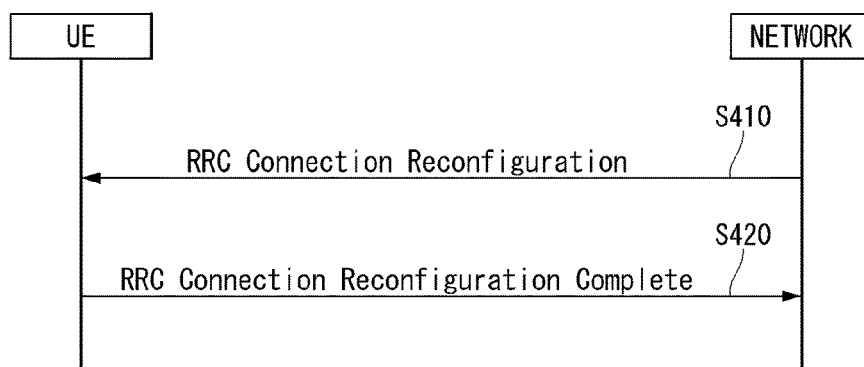 UE
NETWORK
S410
RRC Connection Reconfiguration
S420
RRC Connection Reconfiguration Complete